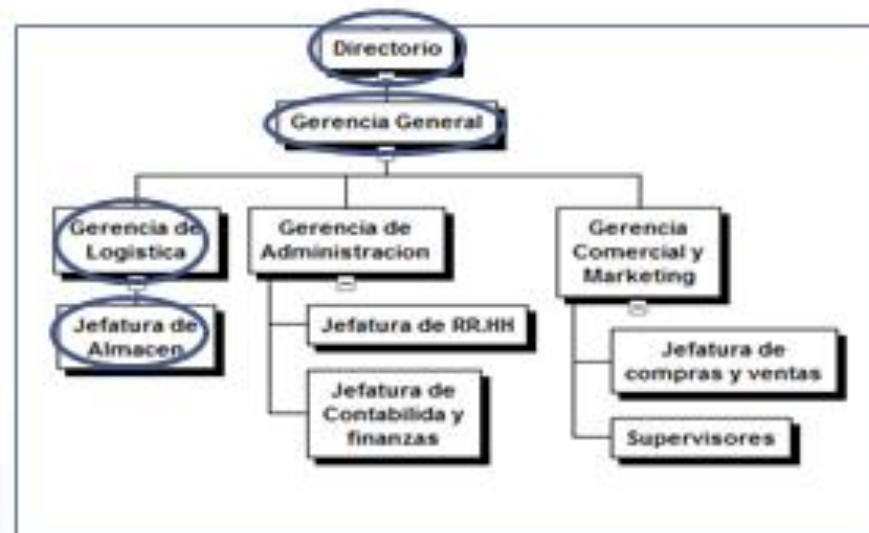 Directorio
Gerencia General
Gerencia de
Logistica
Gerencia de
Administracion
Gerencia
Comercial y
Marketing
Jefatura de
Almacen
Jefatura de RR.HH
Jefatura de
Contabilida y
finanzas
Jefatura de
compras y ventas
Supervisores